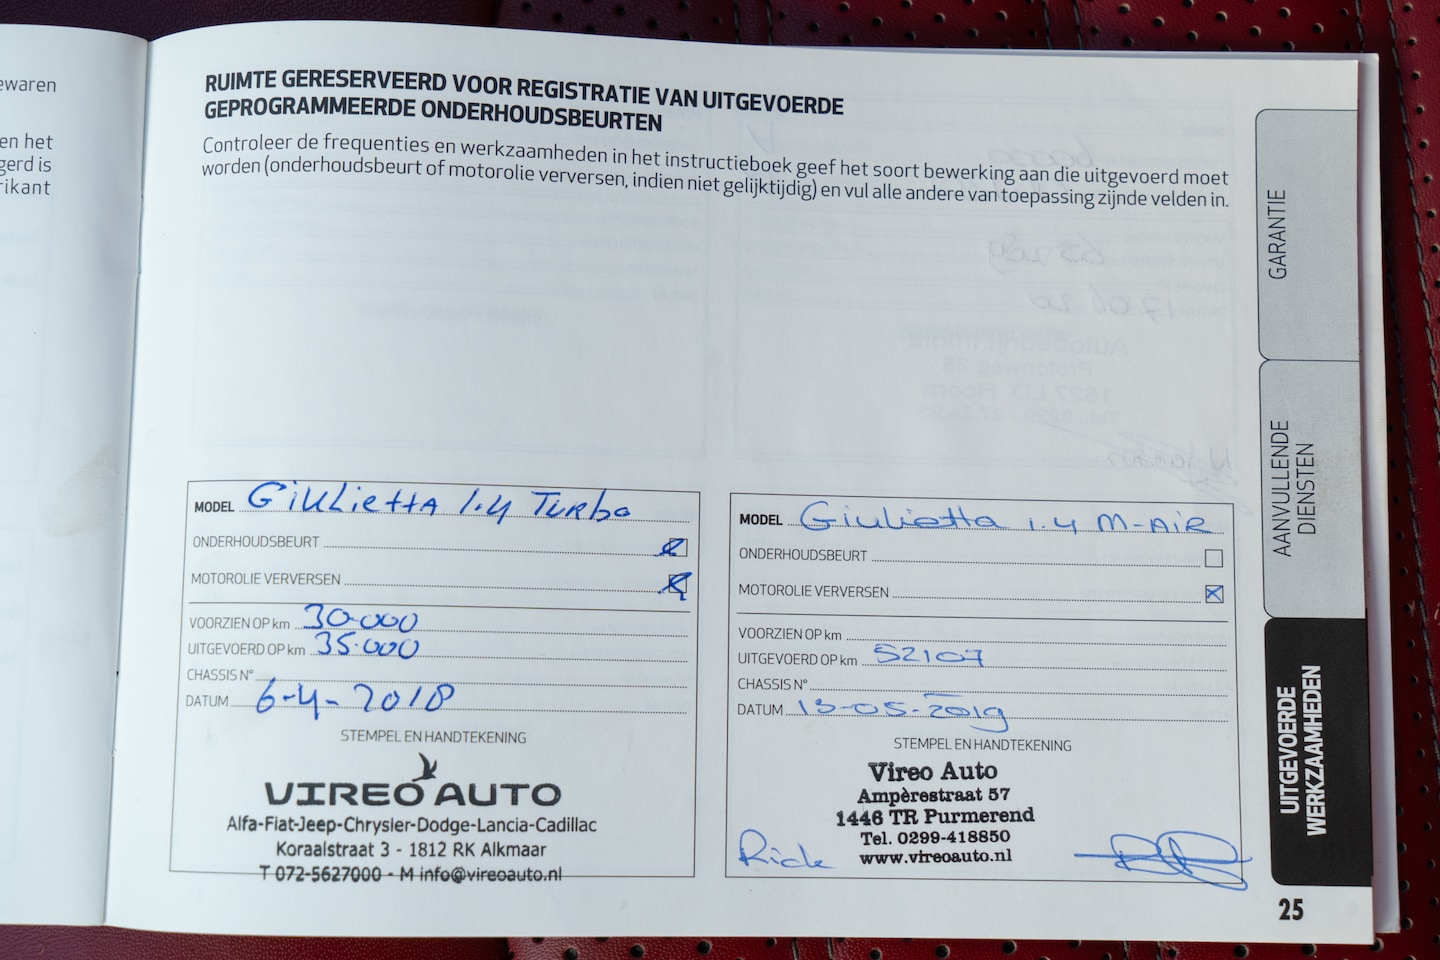 ewaren
en het
gerd is
rikant
RUIMTE GERESERVEERD VOOR REGISTRATIE VAN UITGEVOERDE
GEPROGRAMMEERDE ONDERHOUDSBEURTEN
Controleer de frequenties en werkzaamheden in het instructieboek geef het soort bewerking aan die uitgevoerd moet
worden (onderhoudsbeurt of motorolie verversen, indien niet gelijktijdig) en vul alle andere van toepassing zijnde velden in.
MODEL Giulietta 1.4 Turbo
ONDERHOUDSBEURT
MOTOROLIE VERVERSEN
VOORZIEN OP km 30.000
UITGEVOERD OP km 35.000
CHASSIS N°
DATUM 6-4-2018
STEMPEL EN HANDTEKENING
VIREO AUTO
Alfa-Fiat-Jeep-Chrysler-Dodge-Lancia-Cadillac
Koraalstraat 3 - 1812 RK Alkmaar
T 072-5627000 - M info@vireoauto.nl
MODEL Giulietta 1.4 M-AIR
ONDERHOUDSBEURT
MOTOROLIE VERVERSEN
VOORZIEN OP km
UITGEVOERD OP km 52107
CHASSIS N°
DATUM 13-05-2019
STEMPEL EN HANDTEKENING
Vireo Auto
Ampèrestraat 57
1446 TR Purmerend
Tel. 0299-418850
www.vireoauto.nl
Rick
GARANTIE
AANVULLENDE
DIENSTEN
UITGEVOERDE
WERKZAAMHEDEN
25